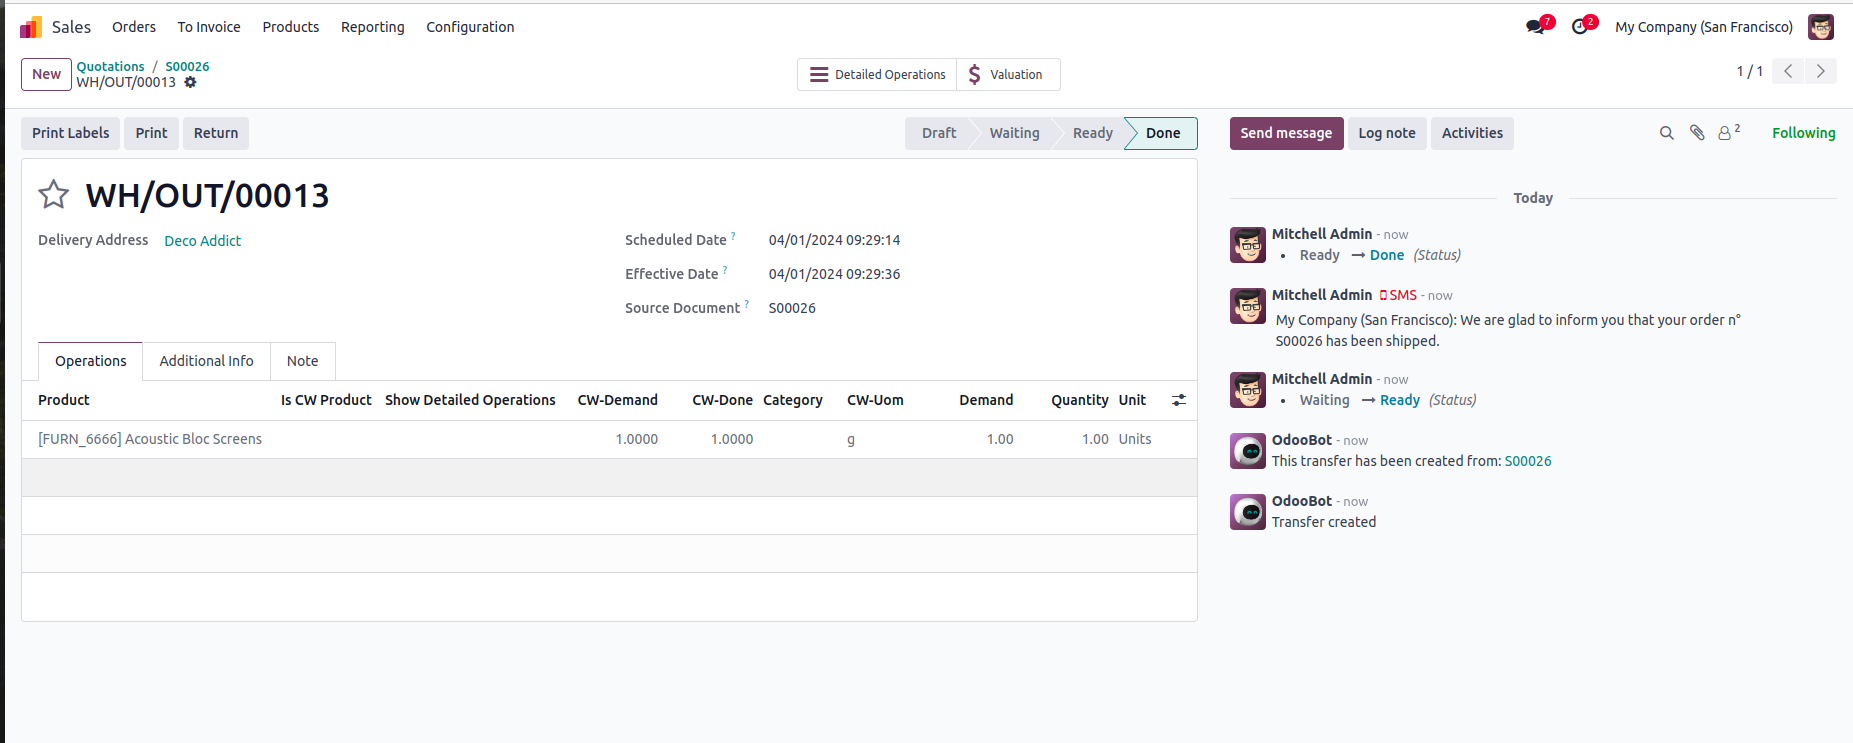 Sales Orders To Invoice Products Reporting Configuration 7 2 My Company (San Francisco)
New Quotations / S00026 Detailed Operations $ Valuation 1 / 1
WH/OUT/00013
Print Labels Print Return Draft Waiting Ready Done Send message Log note Activities 2 Following
WH/OUT/00013
Delivery Address Deco Addict
Scheduled Date ? 04/01/2024 09:29:14
Effective Date ? 04/01/2024 09:29:36
Source Document ? S00026
Operations Additional Info Note
Product Is CW Product Show Detailed Operations CW-Demand CW-Done Category CW-Uom Demand Quantity Unit
[FURN_6666] Acoustic Bloc Screens 1.0000 1.0000 g 1.00 1.00 Units
Today
Mitchell Admin - now
• Ready → Done (Status)
Mitchell Admin SMS - now
My Company (San Francisco): We are glad to inform you that your order n°
S00026 has been shipped.
Mitchell Admin - now
• Waiting → Ready (Status)
OdooBot - now
This transfer has been created from: S00026
OdooBot - now
Transfer created